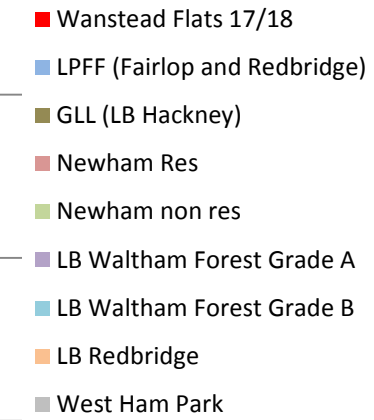 Wanstead Flats 17/18
LPFF (Fairlop and Redbridge)
GLL (LB Hackney)
Newham Res
Newham non res
LB Waltham Forest Grade A
LB Waltham Forest Grade B
LB Redbridge
West Ham Park